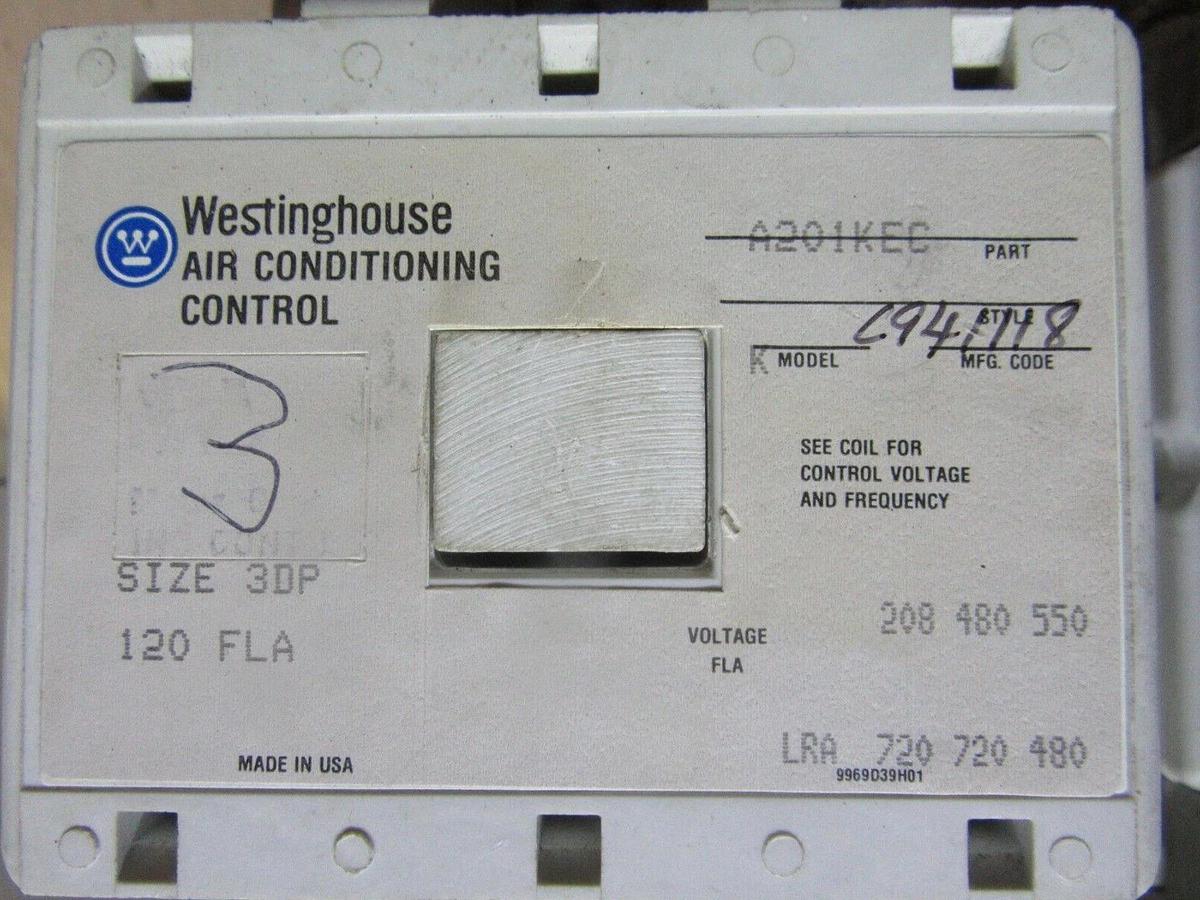 Westinghouse
AIR CONDITIONING
CONTROL
3
SIZE 3DP
120 FLA
MADE IN USA
A201KEC
PART
STYLE
K MODEL
MFG. CODE
SEE COIL FOR
CONTROL VOLTAGE
AND FREQUENCY
VOLTAGE 208 480 550
FLA
LRA 720 720 480
9969D39H01